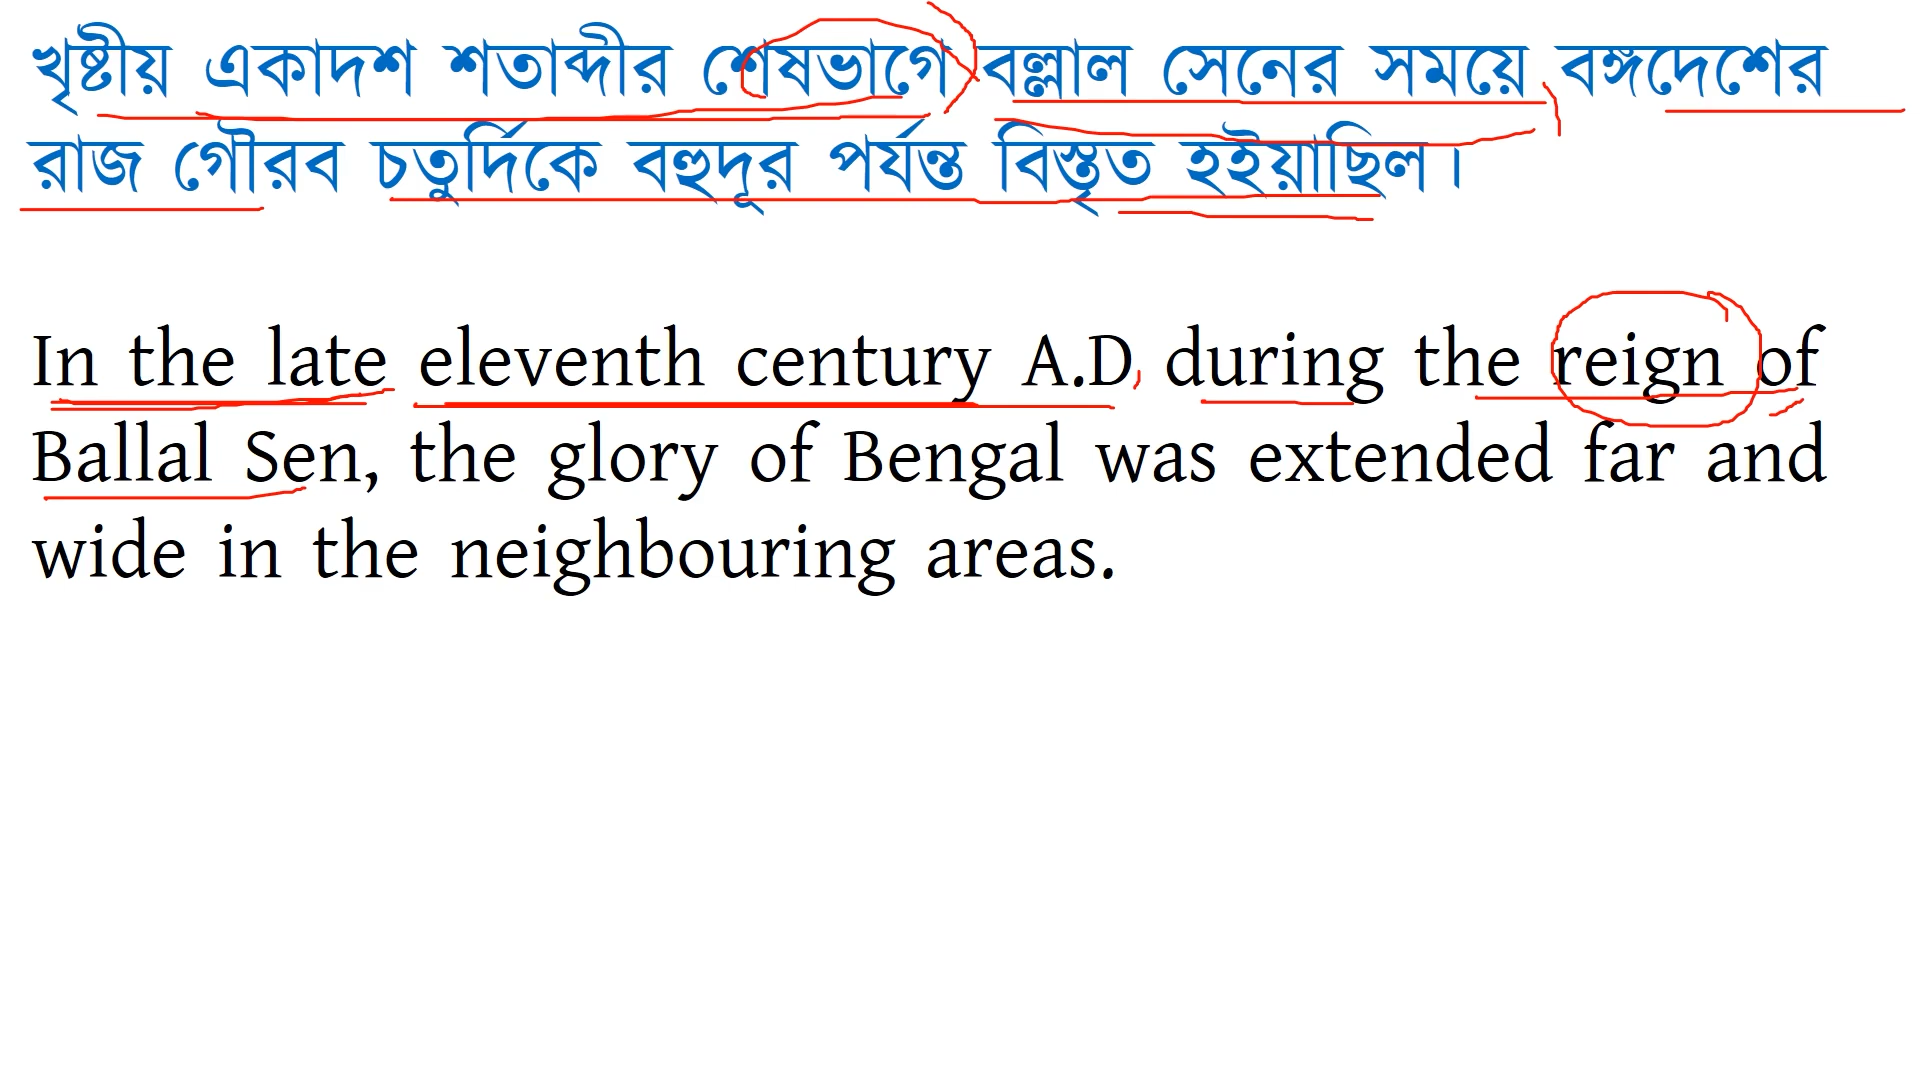 খৃষ্টীয় একাদশ শতাব্দীর শেষভাগে বল্লাল সেনের সময়ে বঙ্গদেশের
রাজ গৌরব চতুর্দিকে বহুদূর পর্যন্ত বিস্তৃত হইয়াছিল।
In the late eleventh century A.D, during the reign of
Ballal Sen, the glory of Bengal was extended far and
wide in the neighbouring areas.